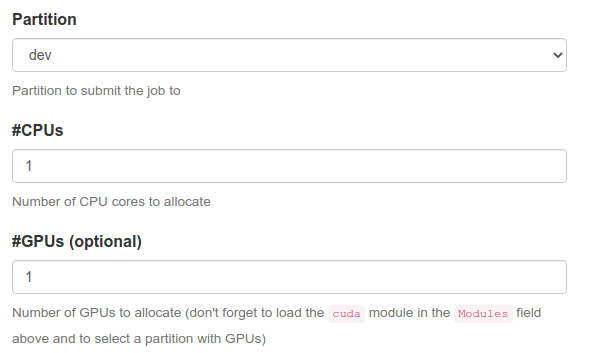 Partition
dev
Partition to submit the job to
#CPUs
1
Number of CPU cores to allocate
#GPUs (optional)
1
Number of GPUs to allocate (don't forget to load the cuda module in the Modules field
above and to select a partition with GPUs)